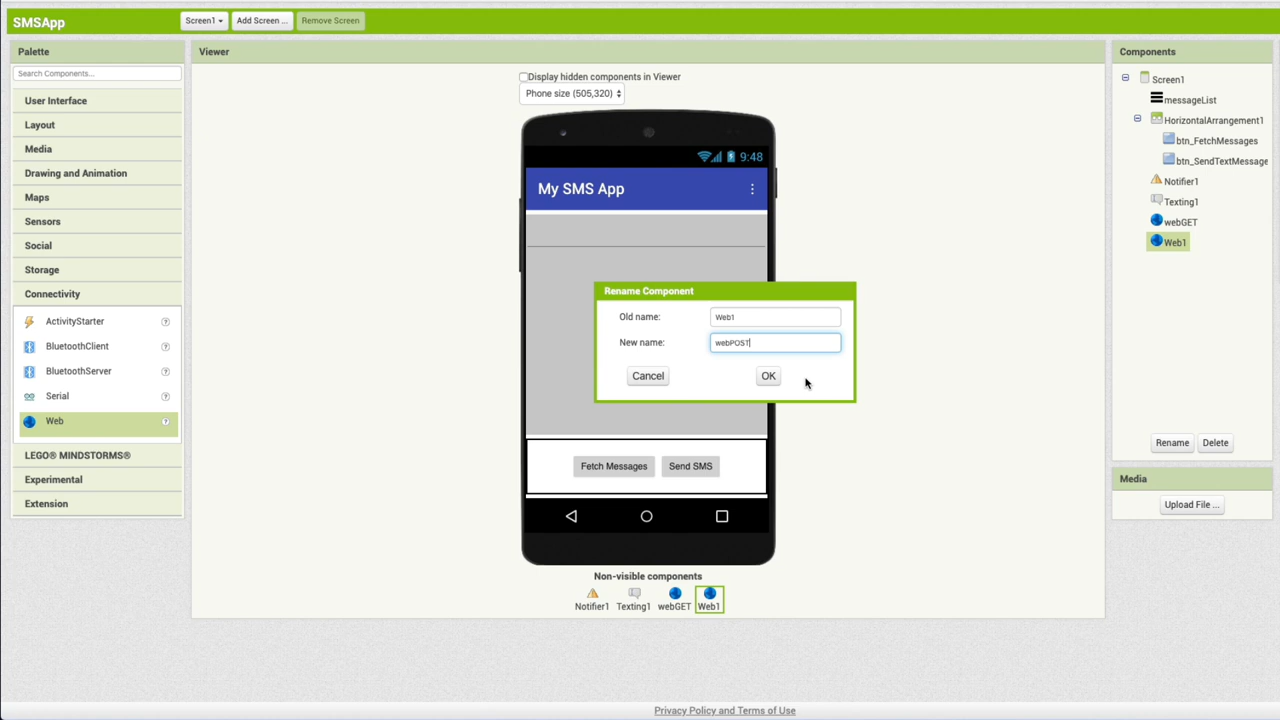 SMSApp
Screen1
Add Screen ...
Remove Screen
Palette
Search Components...
User Interface
Layout
Media
Drawing and Animation
Maps
Sensors
Social
Storage
Connectivity
ActivityStarter
BluetoothClient
BluetoothServer
Serial
Web
LEGO® MINDSTORMS®
Experimental
Extension
Viewer
Display hidden components in Viewer
Phone size (505,320)
9:48
My SMS App
Rename Component
Old name: Web1
New name: webPOST
Cancel OK
Fetch Messages Send SMS
Non-visible components
Notifier1 Texting1 webGET Web1
Components
Screen1
messageList
HorizontalArrangement1
btn_FetchMessages
btn_SendTextMessage
Notifier1
Texting1
webGET
Web1
Rename Delete
Media
Upload File ...
Privacy Policy and Terms of Use